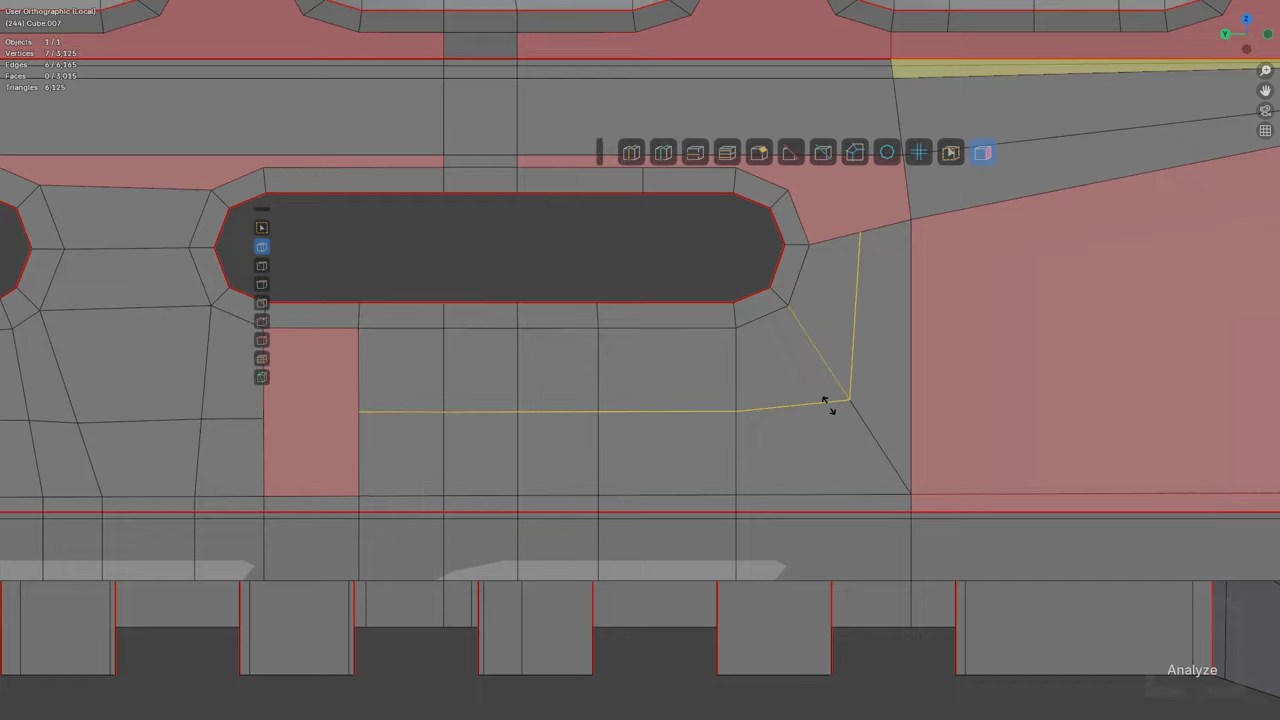 User Orthographic (Local)
(244) Cube.007
Objects 1 / 1
Vertices 7 / 3,125
Edges 6 / 6,165
Faces 0 / 3,015
Triangles 6,125
Z
Y
Analyze